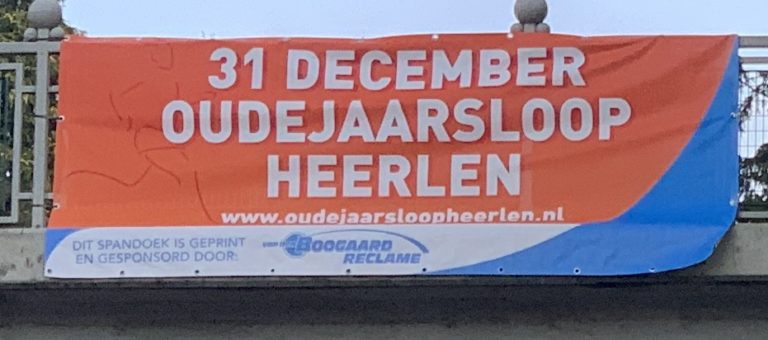 31 DECEMBER
OUDEJAARSLOOP
HEERLEN
www.oudejaarsloopheerlen.nl
DIT SPANDOEK IS GEPRINT
EN GESPONSORD DOOR:
BOOGAARD
RECLAME